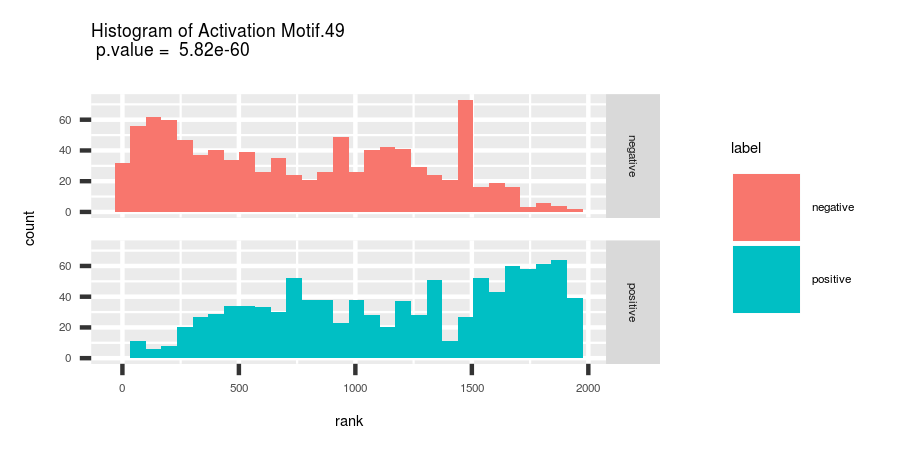 Histogram of Activation Motif.49
p.value = 5.82e-60
count
60
40
20
0
negative
60
40
20
0
positive
0 500 1000 1500 2000
rank
label
negative
positive